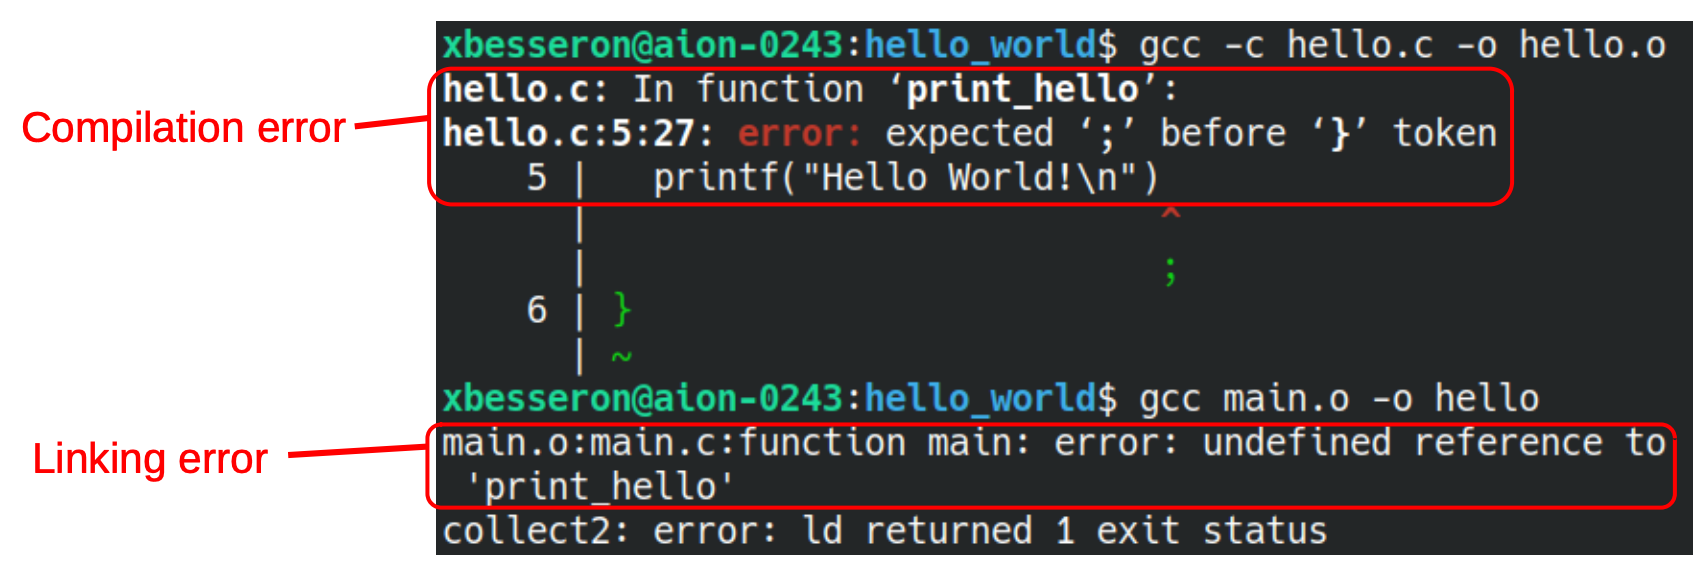 xbesseron@aion-0243:hello_world$ gcc -c hello.c -o hello.o
hello.c: In function ‘print_hello’:
Compilation error
hello.c:5:27: error: expected ‘;’ before ‘}’ token
5 |   printf("Hello World!\n")
|                           ^
|                           ;
6 | }
| ~
xbesseron@aion-0243:hello_world$ gcc main.o -o hello
main.o:main.c:function main: error: undefined reference to
Linking error
'print_hello'
collect2: error: ld returned 1 exit status